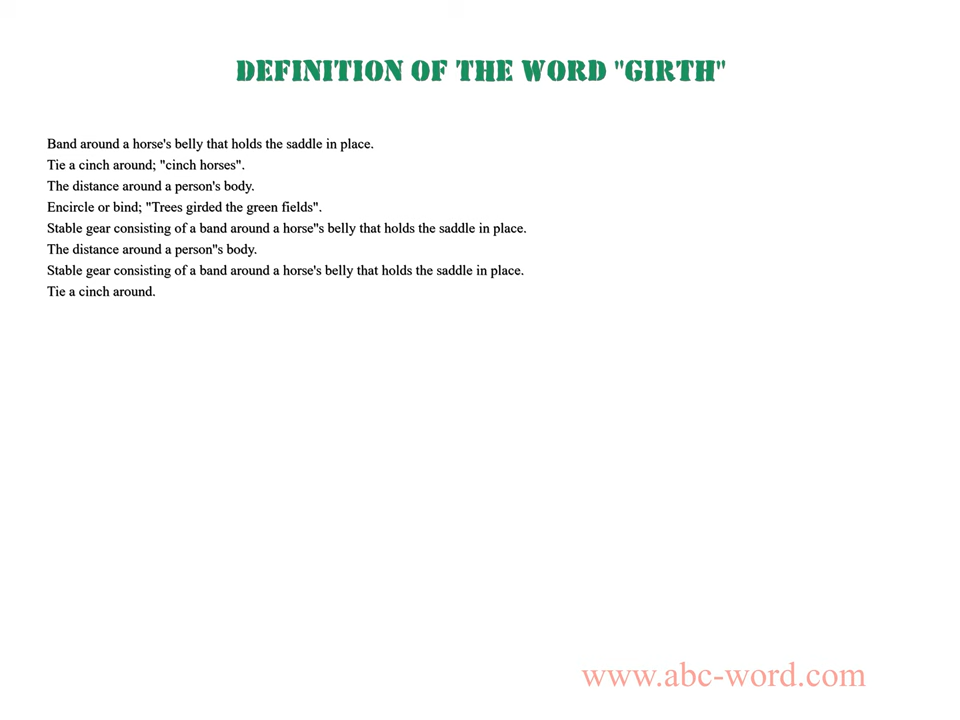 DEFINITION OF THE WORD "GIRTH"
Band around a horse's belly that holds the saddle in place.
Tie a cinch around; "cinch horses".
The distance around a person's body.
Encircle or bind; "Trees girded the green fields".
Stable gear consisting of a band around a horse"s belly that holds the saddle in place.
The distance around a person"s body.
Stable gear consisting of a band around a horse's belly that holds the saddle in place.
Tie a cinch around.
www.abc-word.com